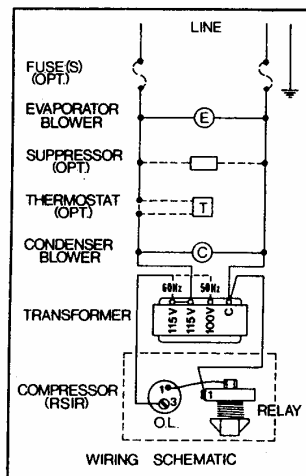 LINE
FUSE(S)
(OPT.)
EVAPORATOR
BLOWER
E
SUPPRESSOR
(OPT.)
THERMOSTAT
(OPT.)
T
CONDENSER
BLOWER
C
60Hz 50Hz
TRANSFORMER
115V 115V 100V C
COMPRESSOR
(RSIR)
1
3
O.L.
1
RELAY
WIRING SCHEMATIC